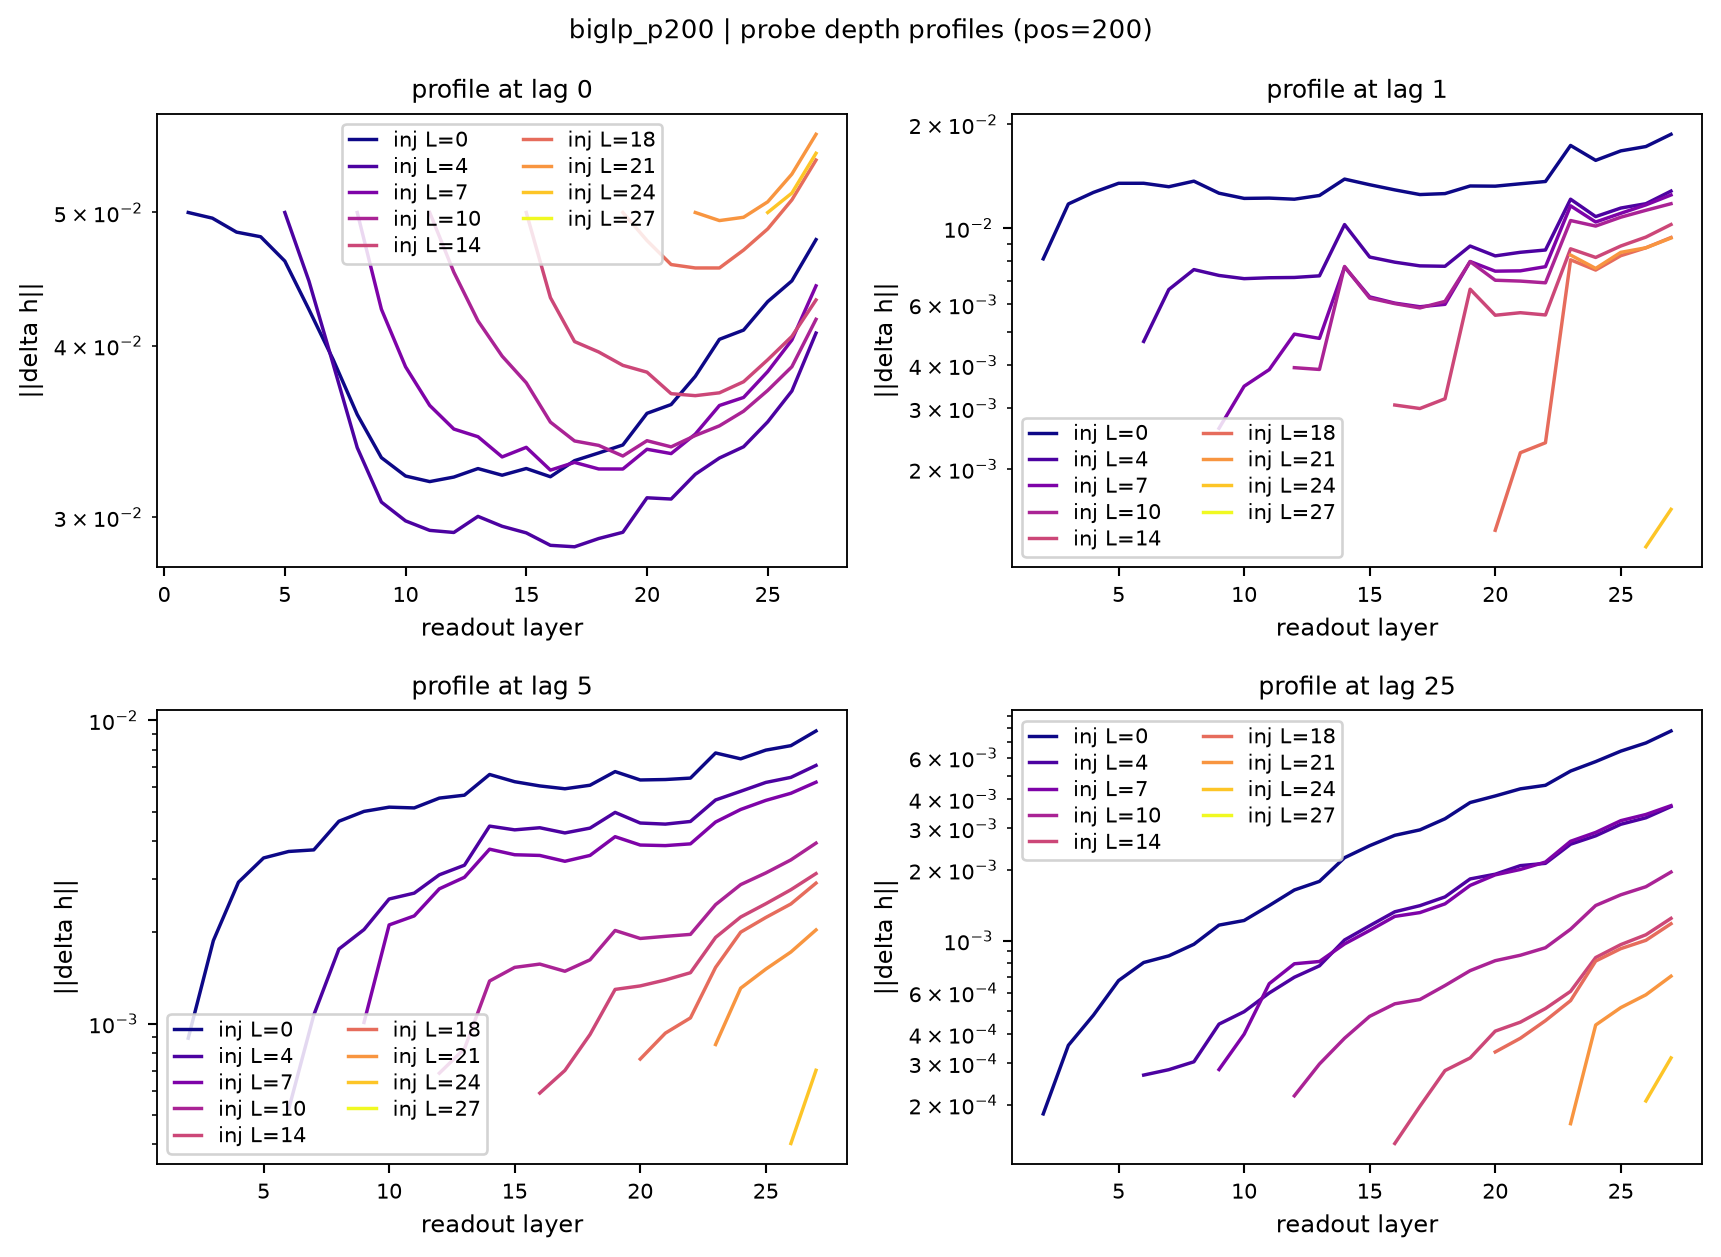 biglp_p200 | probe depth profiles (pos=200)
profile at lag 0
||delta h||
5 × 10⁻²
4 × 10⁻²
3 × 10⁻²
inj L=0
inj L=4
inj L=7
inj L=10
inj L=14
inj L=18
inj L=21
inj L=24
inj L=27
0 5 10 15 20 25
readout layer
profile at lag 1
||delta h||
2 × 10⁻²
10⁻²
6 × 10⁻³
4 × 10⁻³
3 × 10⁻³
2 × 10⁻³
inj L=0
inj L=4
inj L=7
inj L=10
inj L=14
inj L=18
inj L=21
inj L=24
inj L=27
5 10 15 20 25
readout layer
profile at lag 5
||delta h||
10⁻²
10⁻³
inj L=0
inj L=4
inj L=7
inj L=10
inj L=14
inj L=18
inj L=21
inj L=24
inj L=27
5 10 15 20 25
readout layer
profile at lag 25
||delta h||
6 × 10⁻³
4 × 10⁻³
3 × 10⁻³
2 × 10⁻³
10⁻³
6 × 10⁻⁴
4 × 10⁻⁴
3 × 10⁻⁴
2 × 10⁻⁴
inj L=0
inj L=4
inj L=7
inj L=10
inj L=14
inj L=18
inj L=21
inj L=24
inj L=27
5 10 15 20 25
readout layer